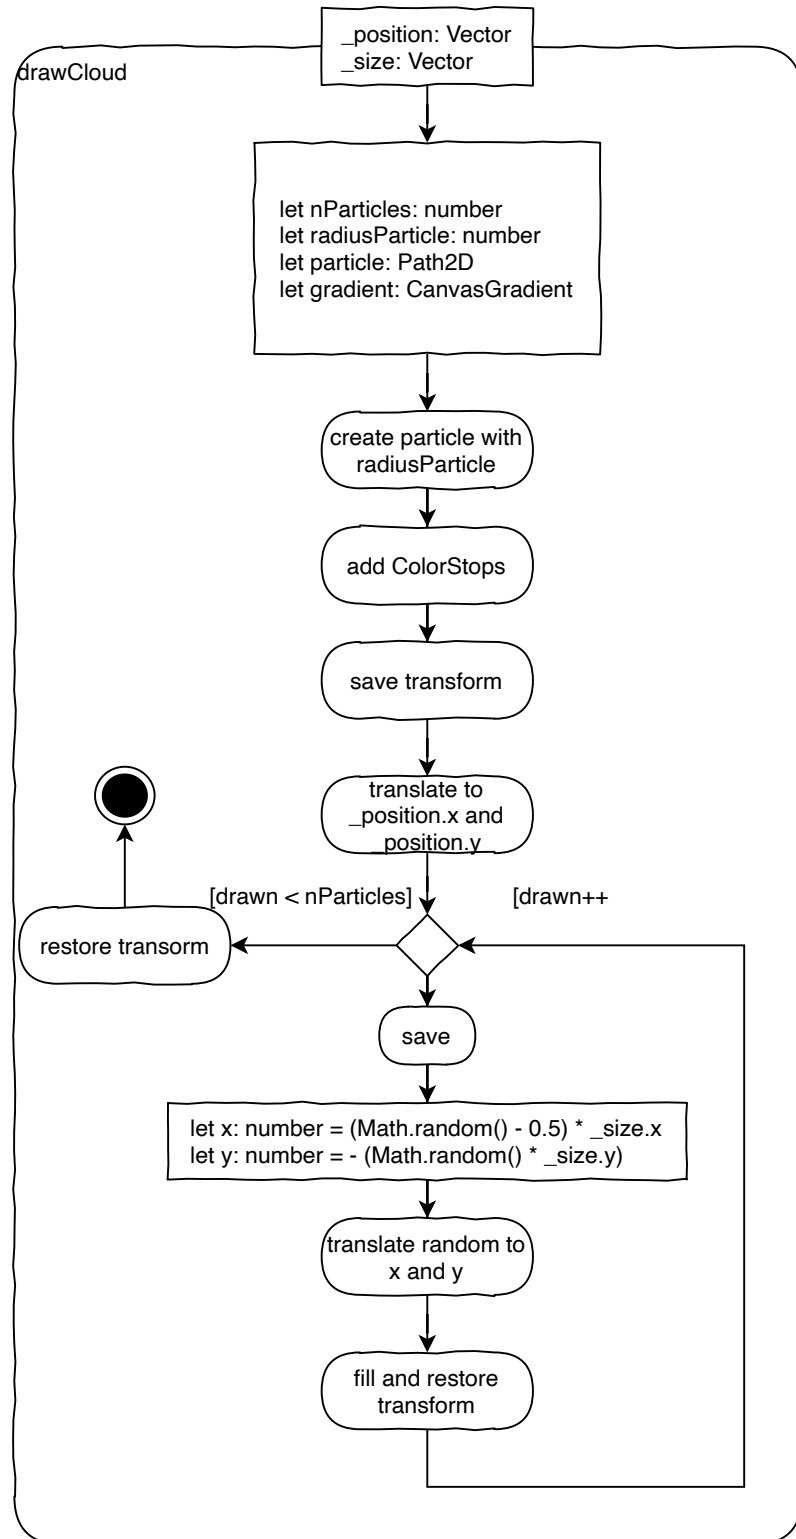 _position: Vector
_size: Vector
drawCloud
let nParticles: number
let radiusParticle: number
let particle: Path2D
let gradient: CanvasGradient
create particle with
radiusParticle
add ColorStops
save transform
translate to
_position.x and
_position.y
[drawn < nParticles]
[drawn++
restore transorm
save
let x: number = (Math.random() - 0.5) * _size.x
let y: number = - (Math.random() * _size.y)
translate random to
x and y
fill and restore
transform